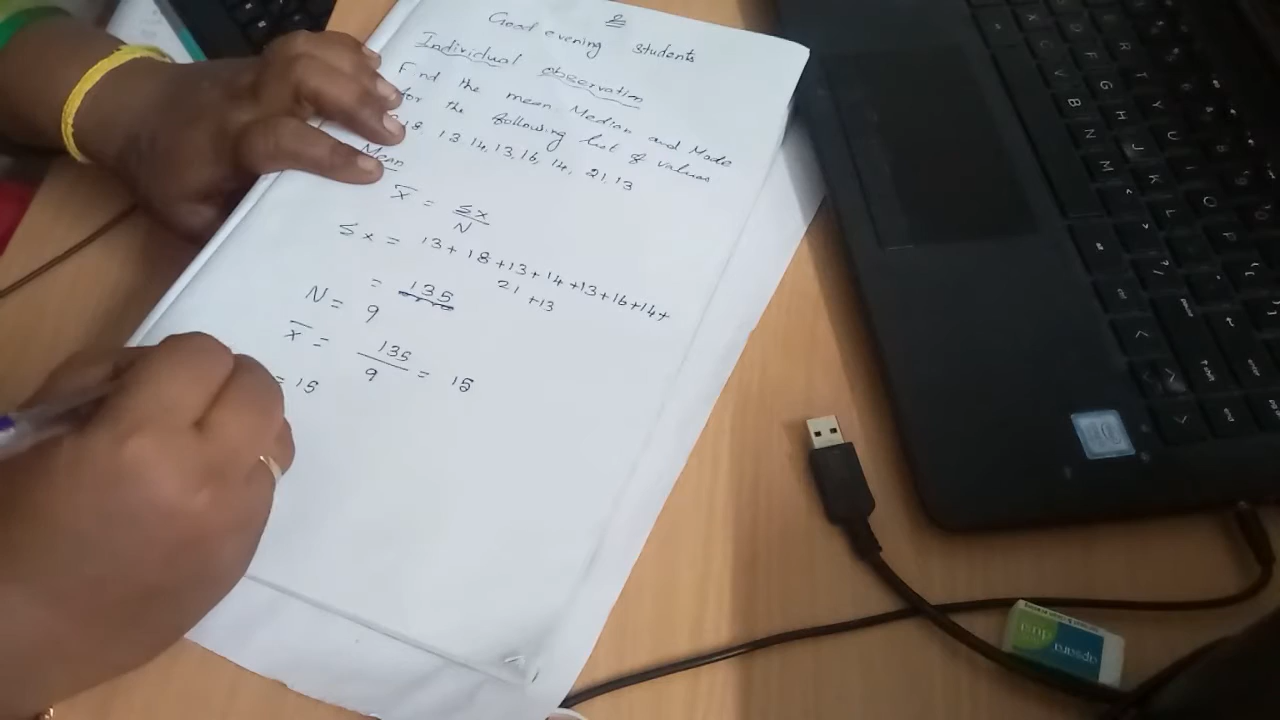 2
Good evening students
Individual observation
Find the mean Median and Mode
for the following list of values
18, 13, 14, 13, 16, 14, 21, 13
Mean
x̄ = Σx/N
Σx = 13+18+13+14+13+16+14+
21+13
= 135
N = 9
x̄ = 135/9 = 15
= 15
apsara